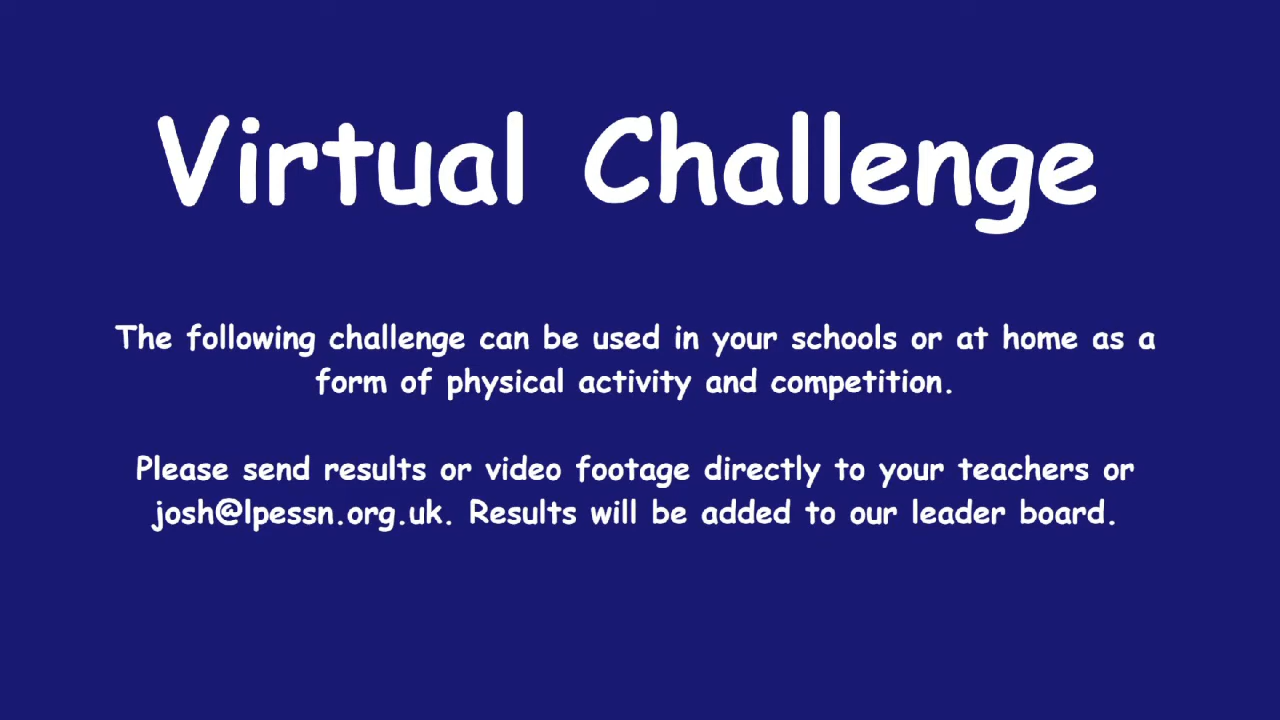 Virtual Challenge
The following challenge can be used in your schools or at home as a
form of physical activity and competition.
Please send results or video footage directly to your teachers or
josh@lpessn.org.uk. Results will be added to our leader board.